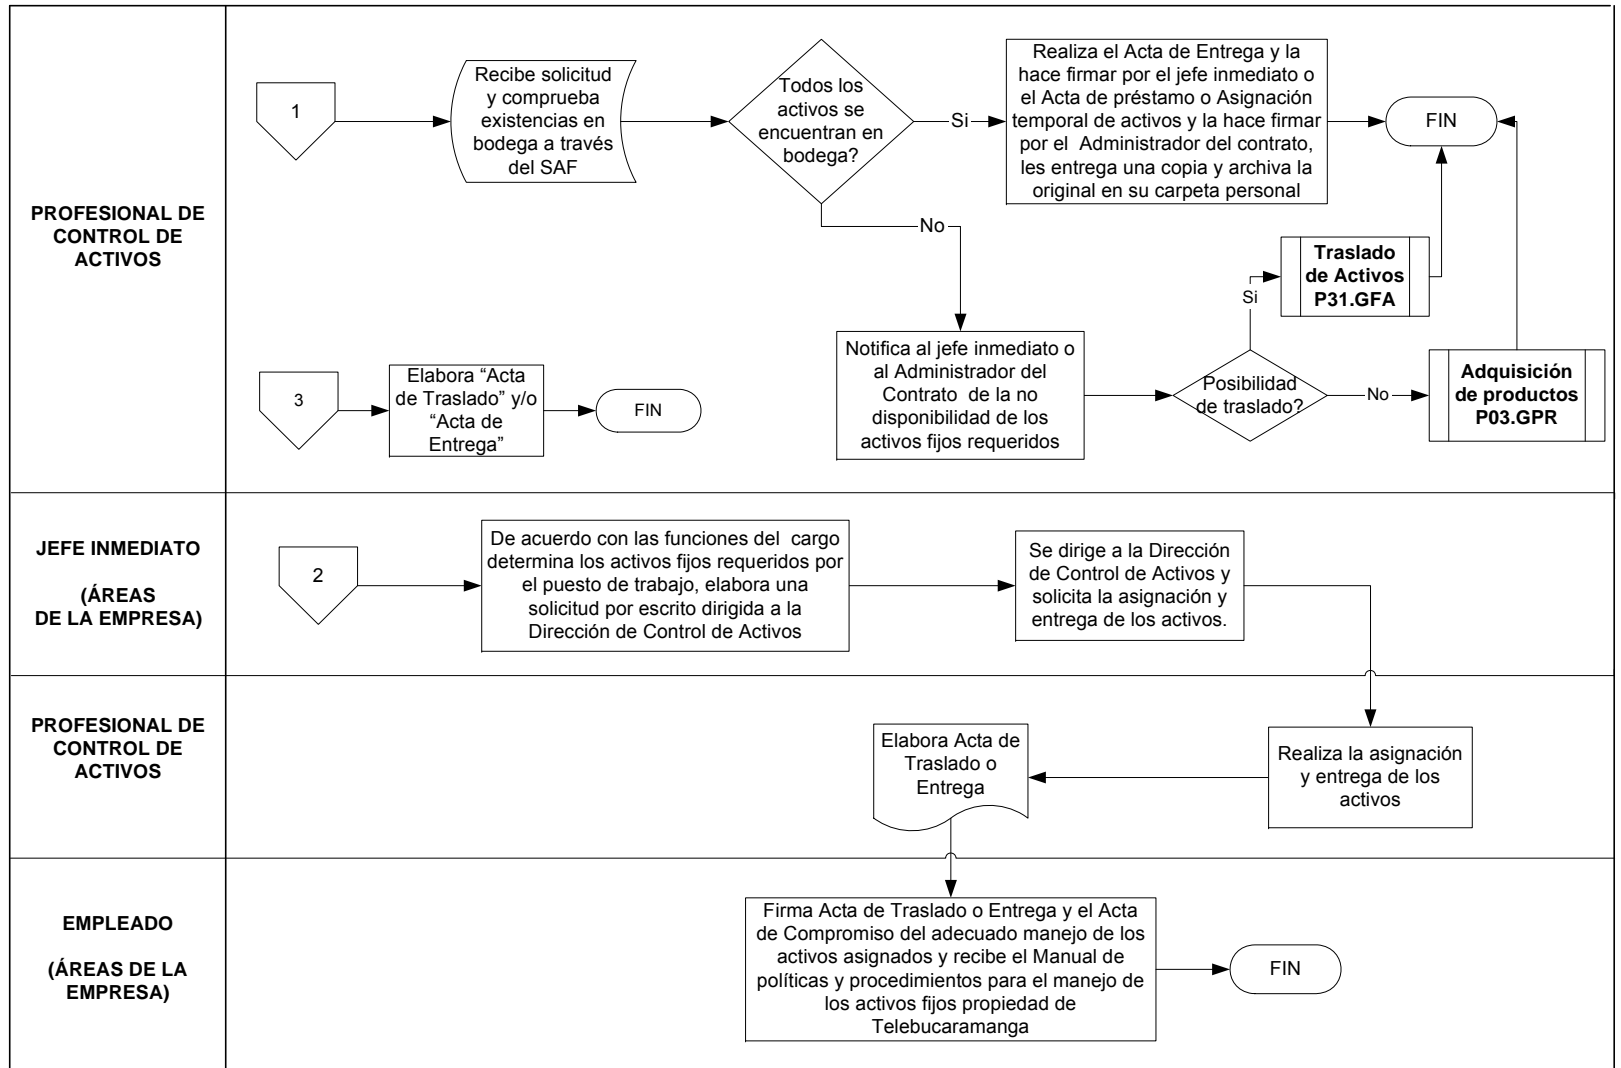 PROFESIONAL DE
CONTROL DE
ACTIVOS
1
Recibe solicitud
y comprueba
existencias en
bodega a través
del SAF
Todos los
activos se
encuentran en
bodega?
Si
Realiza el Acta de Entrega y la
hace firmar por el jefe inmediato o
el Acta de préstamo o Asignación
temporal de activos y la hace firmar
por el Administrador del contrato,
les entrega una copia y archiva la
original en su carpeta personal
FIN
No
Notifica al jefe inmediato o
al Administrador del
Contrato de la no
disponibilidad de los
activos fijos requeridos
Posibilidad
de traslado?
Si
Traslado
de Activos
P31.GFA
No
Adquisición
de productos
P03.GPR
3
Elabora “Acta
de Traslado” y/o
“Acta de
Entrega”
FIN
JEFE INMEDIATO
(ÁREAS
DE LA EMPRESA)
2
De acuerdo con las funciones del cargo
determina los activos fijos requeridos por
el puesto de trabajo, elabora una
solicitud por escrito dirigida a la
Dirección de Control de Activos
Se dirige a la Dirección
de Control de Activos y
solicita la asignación y
entrega de los activos.
PROFESIONAL DE
CONTROL DE
ACTIVOS
Realiza la asignación
y entrega de los
activos
Elabora Acta de
Traslado o
Entrega
EMPLEADO
(ÁREAS DE LA
EMPRESA)
Firma Acta de Traslado o Entrega y el Acta
de Compromiso del adecuado manejo de los
activos asignados y recibe el Manual de
políticas y procedimientos para el manejo de
los activos fijos propiedad de
Telebucaramanga
FIN